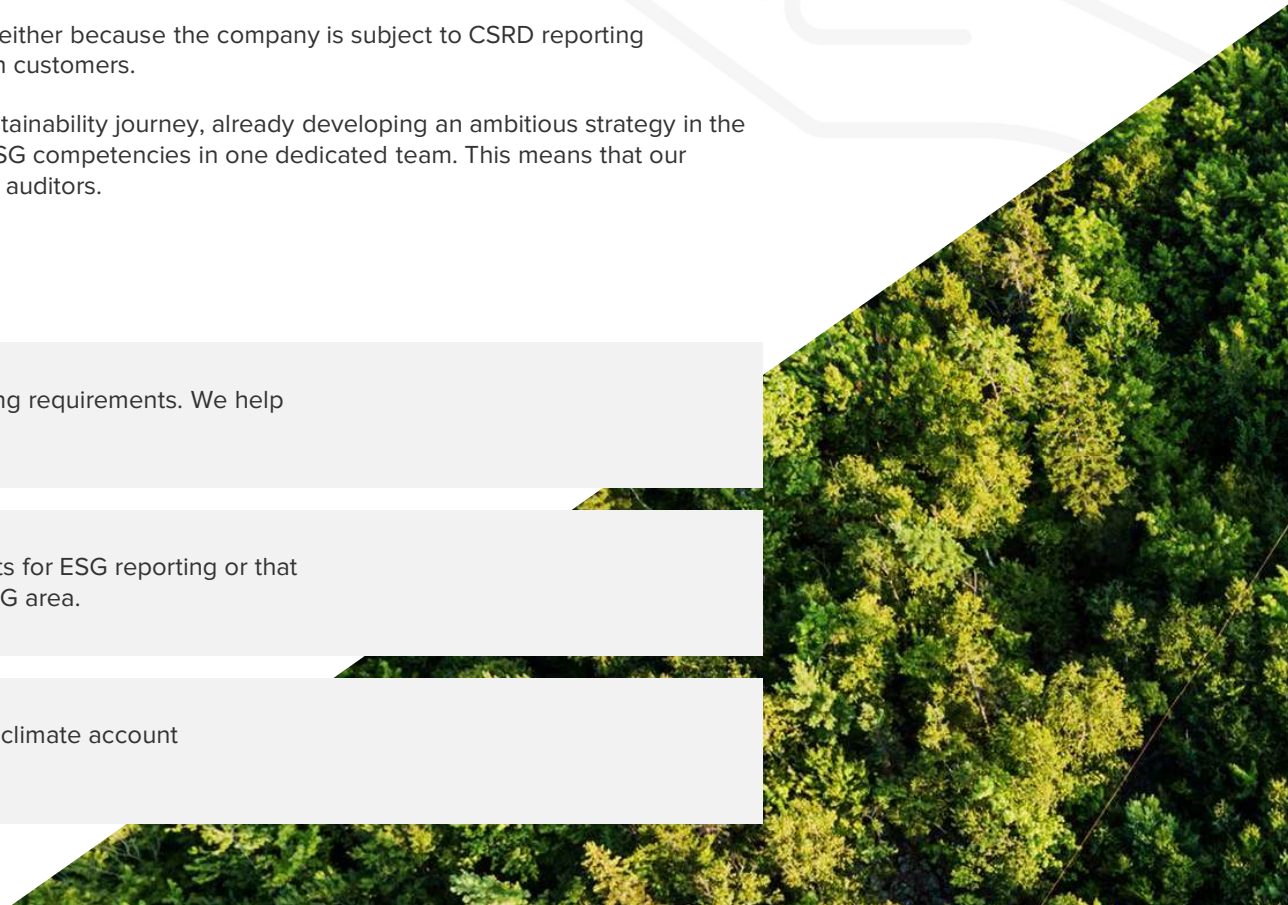 either because the company is subject to CSRD reporting
customers.
tainability journey, already developing an ambitious strategy in the
SG competencies in one dedicated team. This means that our
auditors.
ng requirements. We help
ts for ESG reporting or that
G area.
climate account